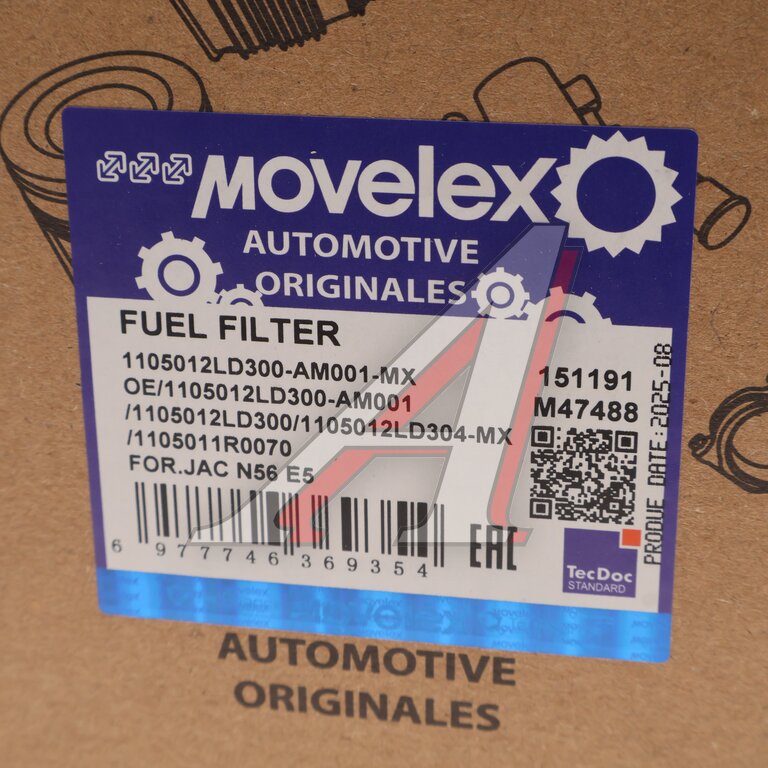 MOVELEX
AUTOMOTIVE
ORIGINALES
FUEL FILTER
1105012LD300-AM001-MX
OE/1105012LD300-AM001
/1105012LD300/1105012LD304-MX
/1105011R0070
FOR.JAC N56 E5
151191
M47488
PRODUE DATE:2025-08
6 977746 369354
EAC
TecDoc
STANDARD
MOVELEX
AUTOMOTIVE
ORIGINALES